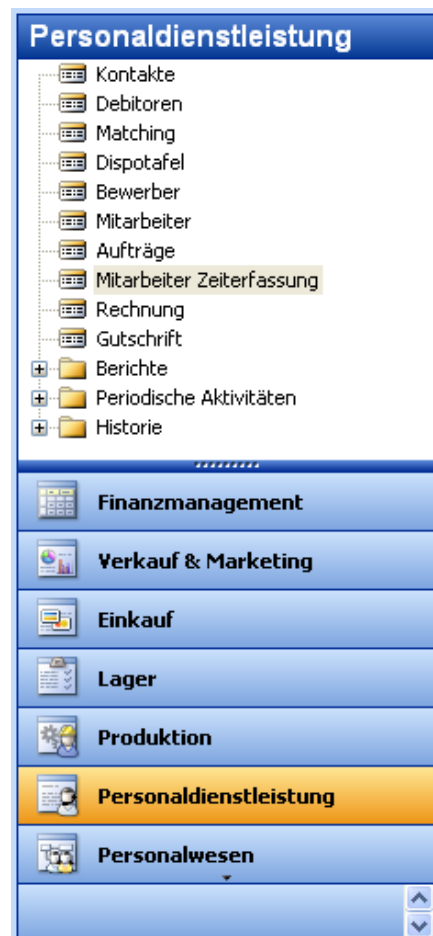 Personaldienstleistung
Kontakte
Debitoren
Matching
Dispotafel
Bewerber
Mitarbeiter
Aufträge
Mitarbeiter Zeiterfassung
Rechnung
Gutschrift
Berichte
Periodische Aktivitäten
Historie
Finanzmanagement
Verkauf & Marketing
Einkauf
Lager
Produktion
Personaldienstleistung
Personalwesen